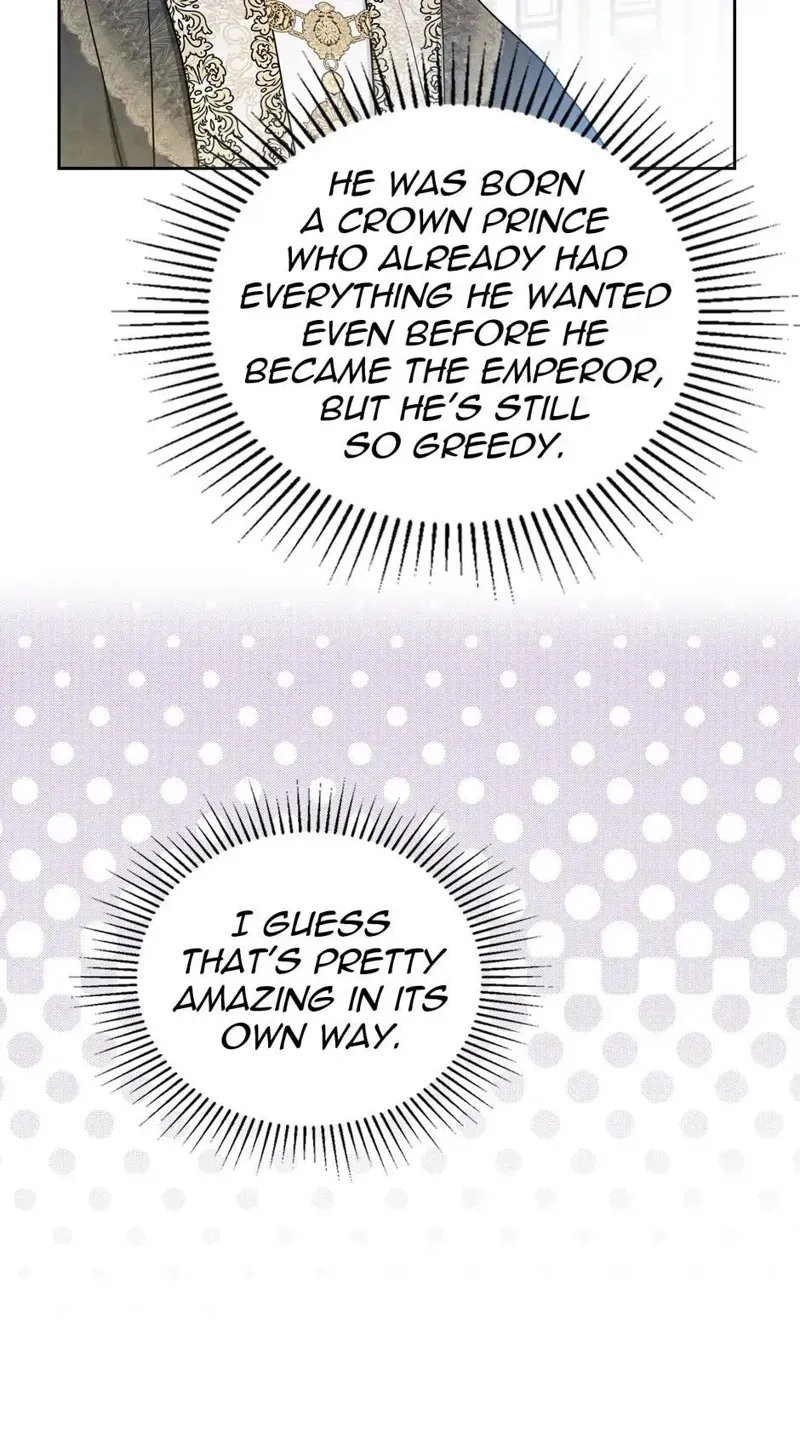 HE WAS BORN
A CROWN PRINCE
WHO ALREADY HAD
EVERYTHING HE WANTED
EVEN BEFORE HE
BECAME THE EMPEROR,
BUT HE'S STILL
SO GREEDY.
I GUESS
THAT'S PRETTY
AMAZING IN ITS
OWN WAY.